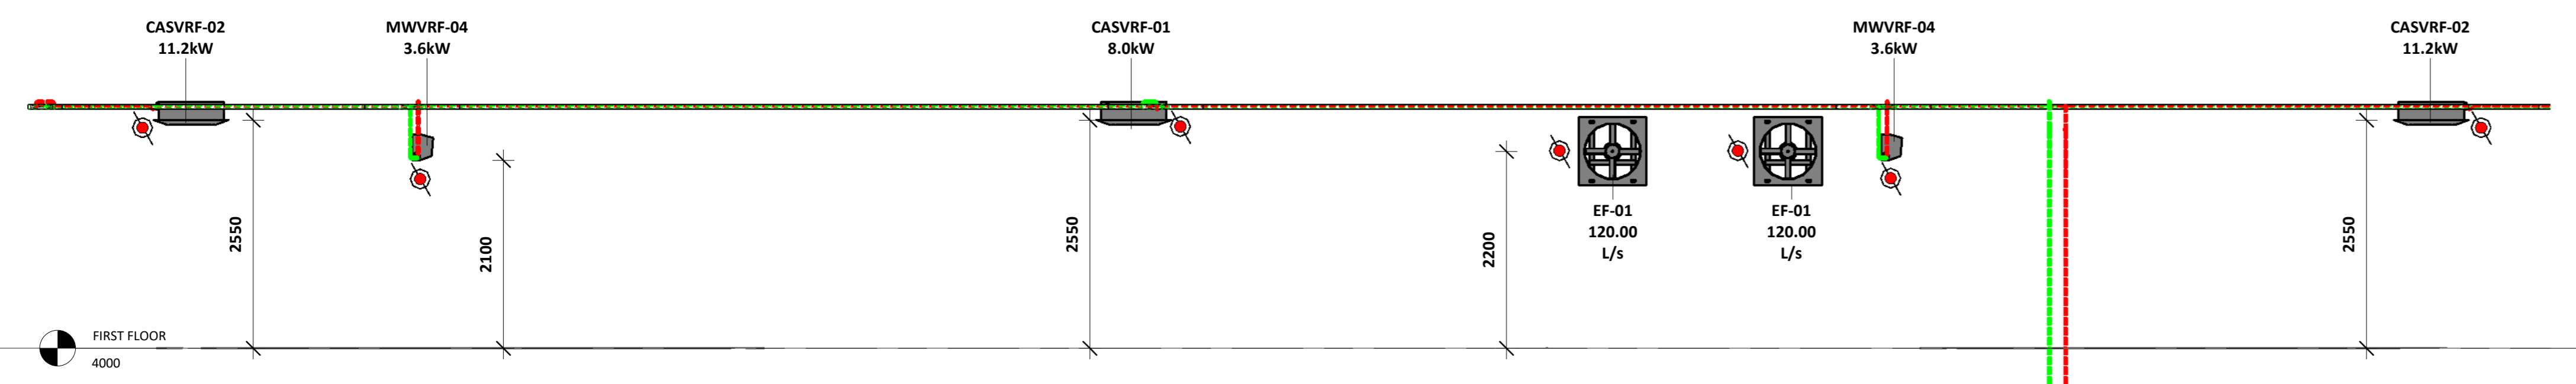 CASVRF-02
11.2kW
MWVRF-04
3.6kW
CASVRF-01
8.0kW
MWVRF-04
3.6kW
CASVRF-02
11.2kW
EF-01
120.00
L/s
EF-01
120.00
L/s
2550
2100
2550
2200
2550
FIRST FLOOR
4000